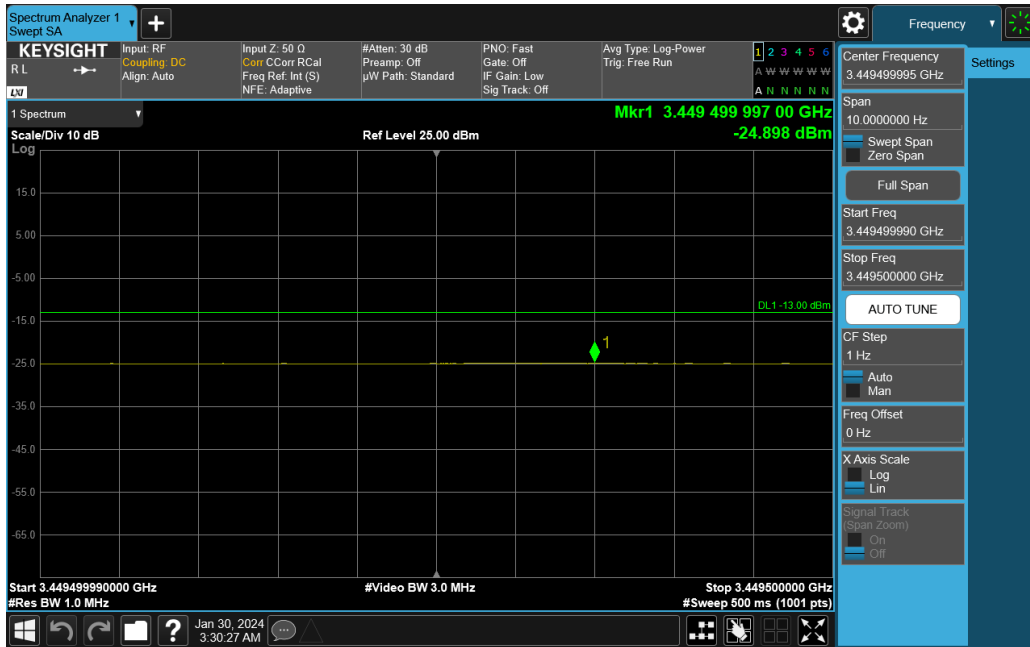 Spectrum Analyzer 1
Swept SA
Frequency
KEYSIGHT
R L
LXI
Input: RF
Coupling: DC
Align: Auto
Input Z: 50 Ω
Corr CCorr RCal
Freq Ref: Int (S)
NFE: Adaptive
#Atten: 30 dB
Preamp: Off
µW Path: Standard
PNO: Fast
Gate: Off
IF Gain: Low
Sig Track: Off
Avg Type: Log-Power
Trig: Free Run
1 2 3 4 5 6
A W W W W W
A N N N N N
1 Spectrum
Mkr1 3.449 499 997 00 GHz
-24.898 dBm
Scale/Div 10 dB
Ref Level 25.00 dBm
Log
15.0
5.00
-5.00
-15.0
-25.0
-35.0
-45.0
-55.0
-65.0
DL1 -13.00 dBm
1
Start 3.449499990000 GHz
#Video BW 3.0 MHz
Stop 3.449500000 GHz
#Res BW 1.0 MHz
#Sweep 500 ms (1001 pts)
?
Jan 30, 2024
3:30:27 AM
Center Frequency
3.449499995 GHz
Span
10.0000000 Hz
Swept Span
Zero Span
Full Span
Start Freq
3.449499990 GHz
Stop Freq
3.449500000 GHz
AUTO TUNE
CF Step
1 Hz
Auto
Man
Freq Offset
0 Hz
X Axis Scale
Log
Lin
Signal Track
(Span Zoom)
On
Off
Settings